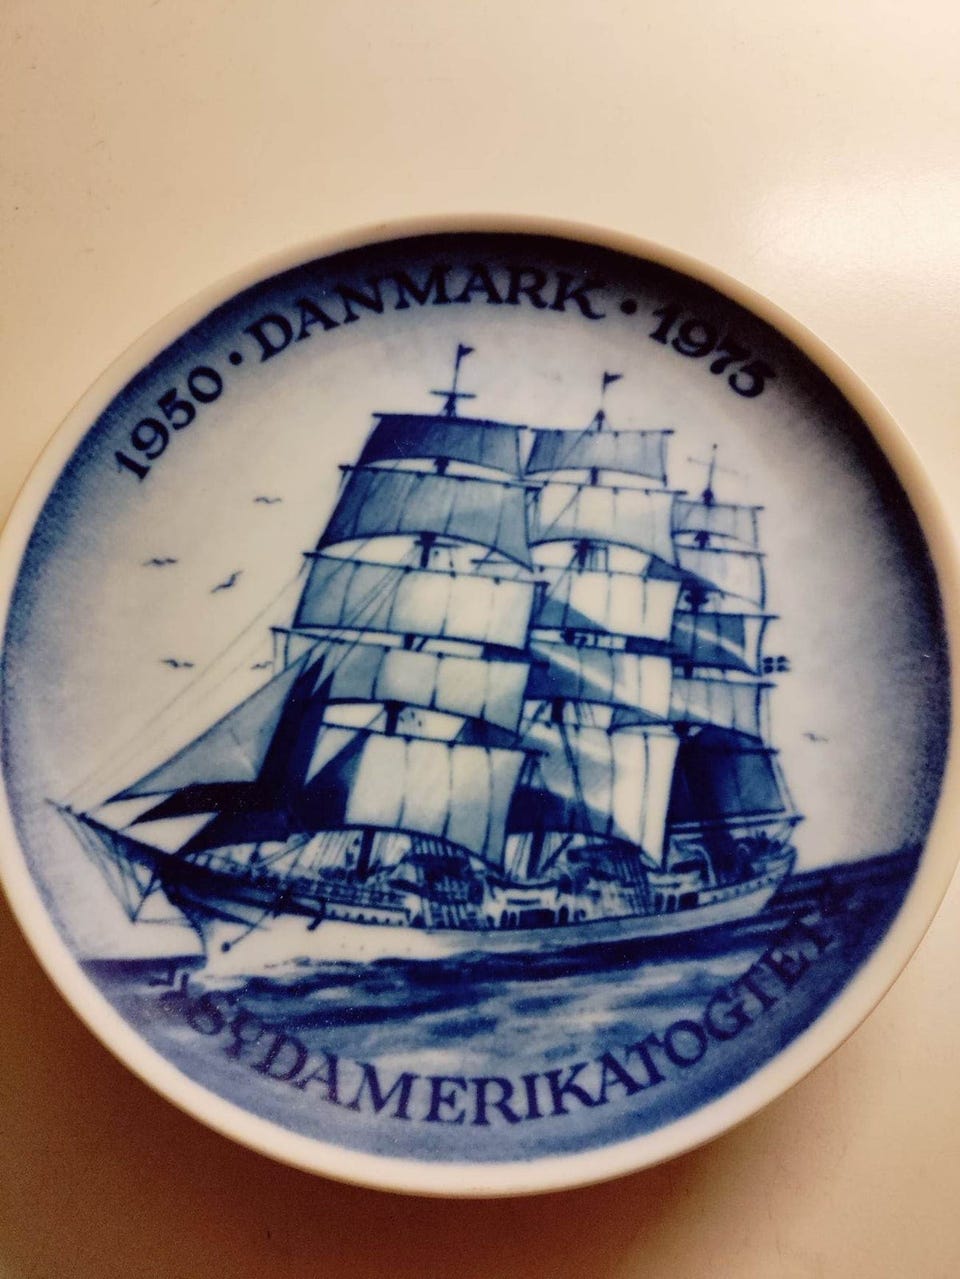 1950 · DANMARK · 1975
"SYDAMERIKATOGTET"